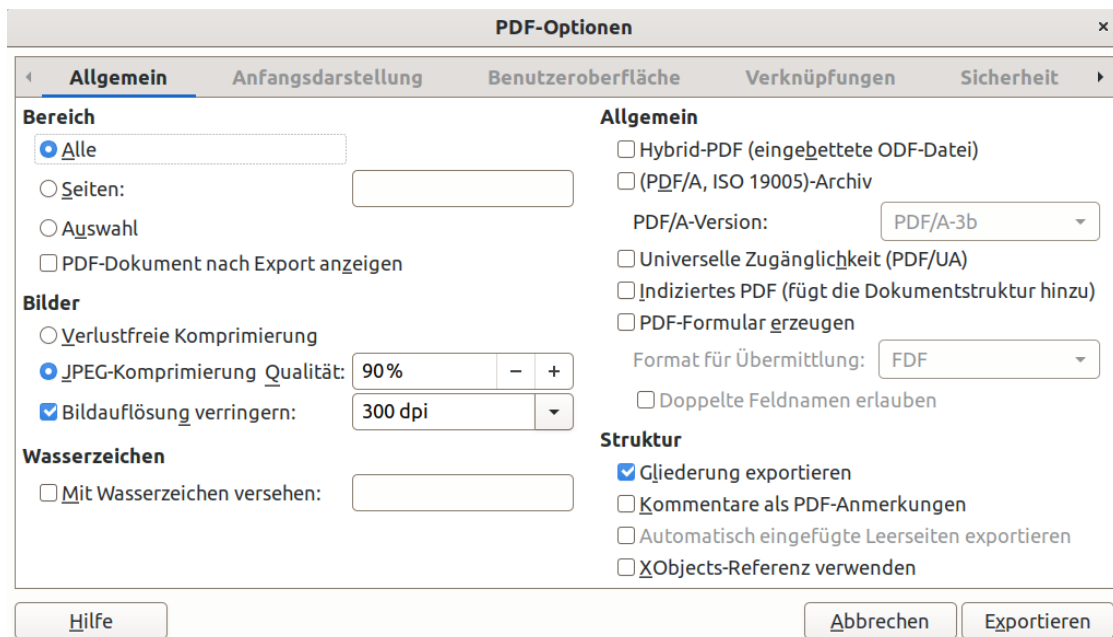 PDF-Optionen
Allgemein Anfangsdarstellung Benutzeroberfläche Verknüpfungen Sicherheit
Bereich
Alle
Seiten:
Auswahl
PDF-Dokument nach Export anzeigen
Bilder
Verlustfreie Komprimierung
JPEG-Komprimierung Qualität: 90%
Bildauflösung verringern: 300 dpi
Wasserzeichen
Mit Wasserzeichen versehen:
Allgemein
Hybrid-PDF (eingebettete ODF-Datei)
(PDF/A, ISO 19005)-Archiv
PDF/A-Version: PDF/A-3b
Universelle Zugänglichkeit (PDF/UA)
Indiziertes PDF (fügt die Dokumentstruktur hinzu)
PDF-Formular erzeugen
Format für Übermittlung: FDF
Doppelte Feldnamen erlauben
Struktur
Gliederung exportieren
Kommentare als PDF-Anmerkungen
Automatisch eingefügte Leerseiten exportieren
XObjects-Referenz verwenden
Hilfe Abbrechen Exportieren